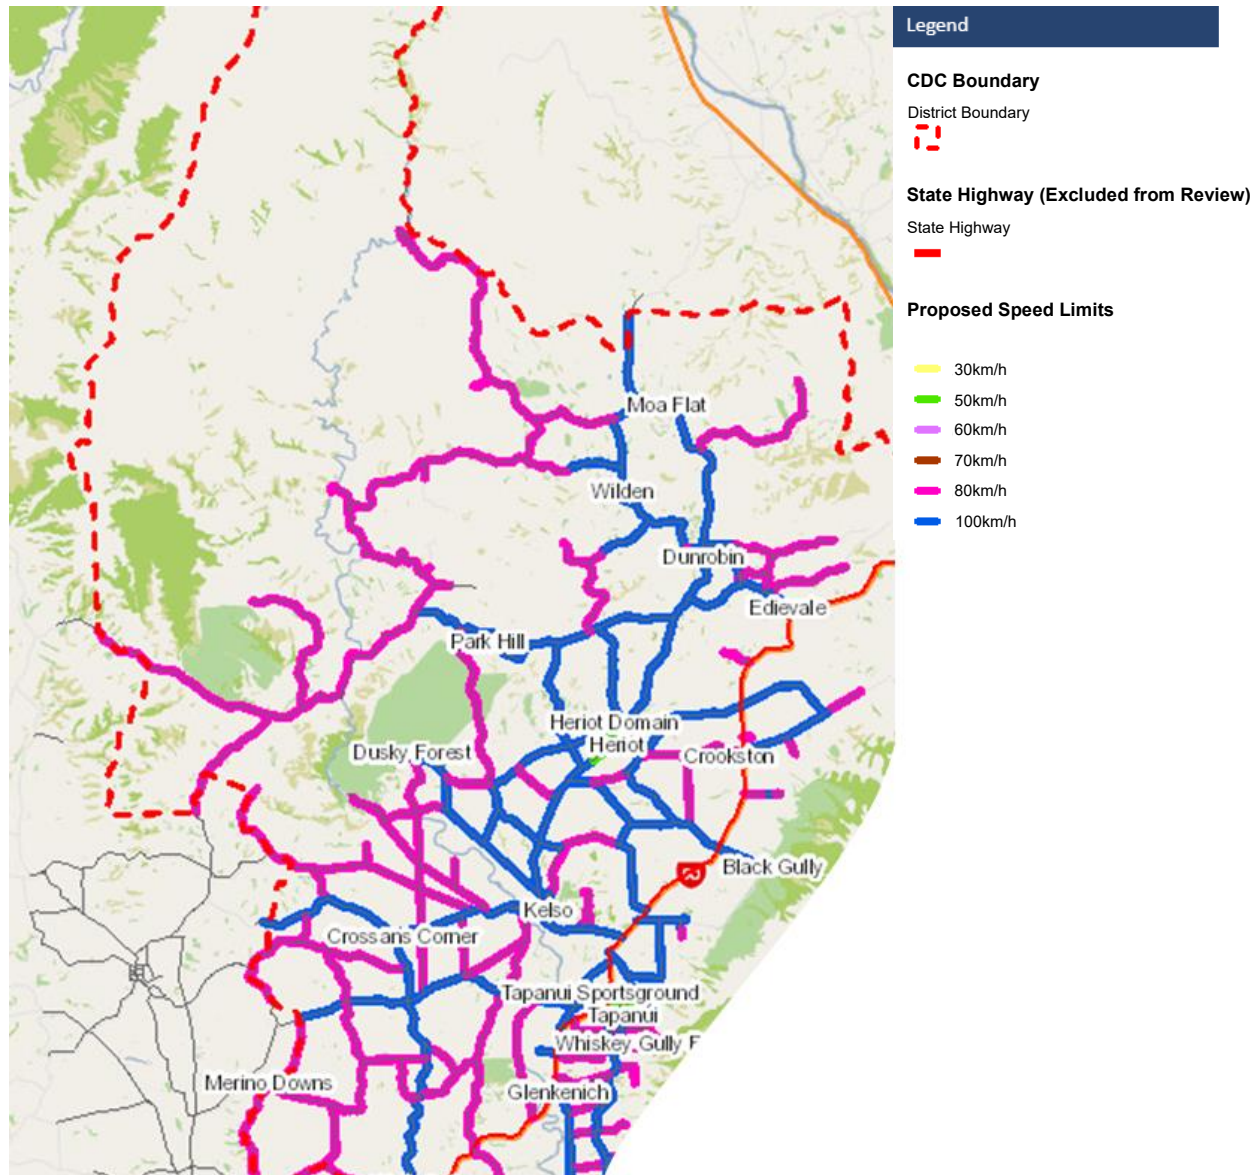 Legend
CDC Boundary
District Boundary
State Highway (Excluded from Review)
State Highway
Proposed Speed Limits
30km/h
50km/h
60km/h
70km/h
80km/h
100km/h
Moa Flat
Wilden
Dunrobin
Edievale
Park Hill
Heriot Domain
Heriot
Dusky Forest
Crookston
Black Gully
Kelso
Crossans Corner
Tapanui Sportsground
Tapanui
Whiskey Gully F
Merino Downs
Glenkenich